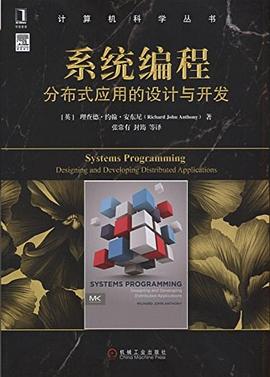 计算机科学丛书
系统编程
分布式应用的设计与开发
[英] 理查德·约翰·安东尼（Richard John Anthony） 著
张常有 封筠 等译
Systems Programming
Designing and Developing Distributed Applications
SYSTEMS PROGRAMMING
Designing and Developing
Distributed Applications
RICHARD JOHN ANTHONY
MK
机械工业出版社
China Machine Press